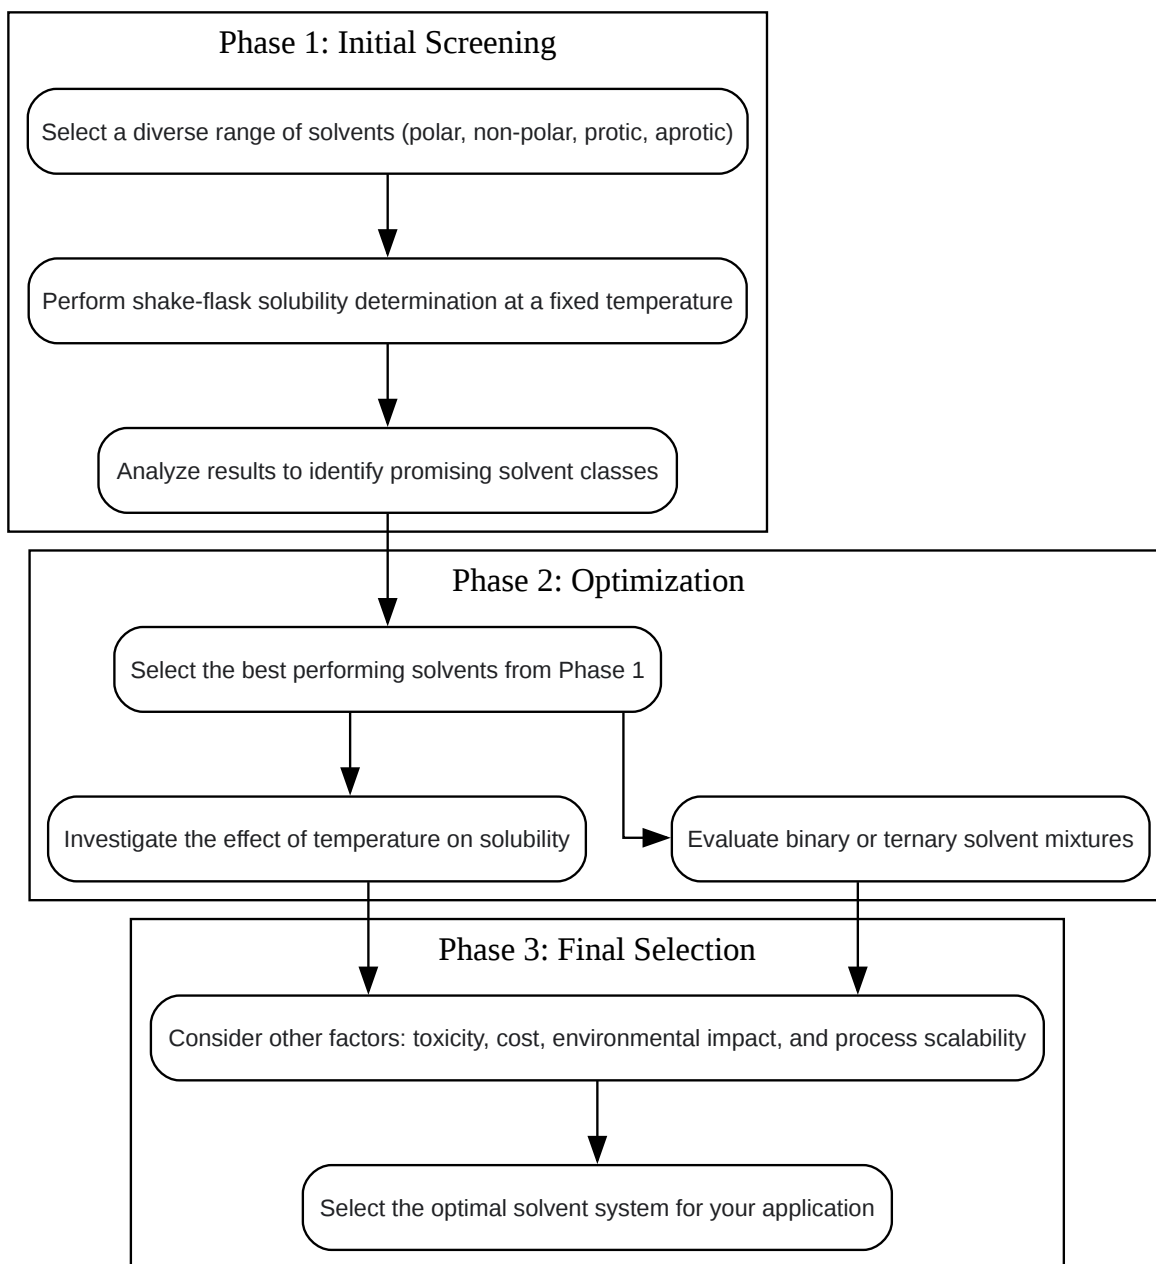 Phase 1: Initial Screening
Select a diverse range of solvents (polar, non-polar, protic, aprotic)
Perform shake-flask solubility determination at a fixed temperature
Analyze results to identify promising solvent classes
Phase 2: Optimization
Select the best performing solvents from Phase 1
Investigate the effect of temperature on solubility
Evaluate binary or ternary solvent mixtures
Phase 3: Final Selection
Consider other factors: toxicity, cost, environmental impact, and process scalability
Select the optimal solvent system for your application